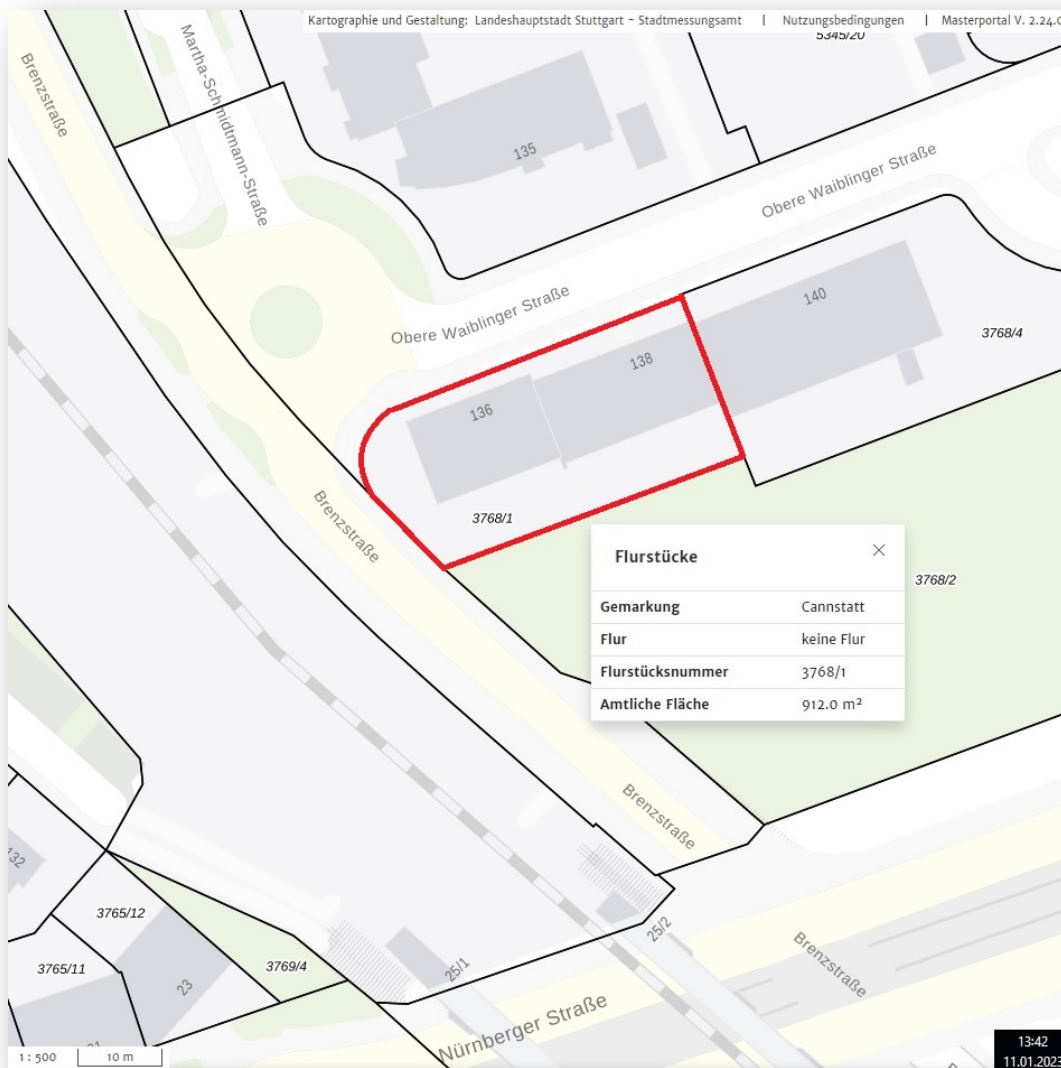 Kartographie und Gestaltung: Landeshauptstadt Stuttgart - Stadtmessungsamt | Nutzungsbedingungen | Masterportal V. 2.24.0
5345/20
Brenzstraße
Martha-Schmidtmann-Straße
135
Obere Waiblinger Straße
Obere Waiblinger Straße
140
138
136
3768/4
3768/1
Brenzstraße
3768/2
Flurstücke
Gemarkung Cannstatt
Flur keine Flur
Flurstücksnummer 3768/1
Amtliche Fläche 912.0 m²
Brenzstraße
132
3765/12
3765/11
23
3769/4
25/1
25/2
Brenzstraße
Nürnberger Straße
1 : 500
10 m
13:42
11.01.2023